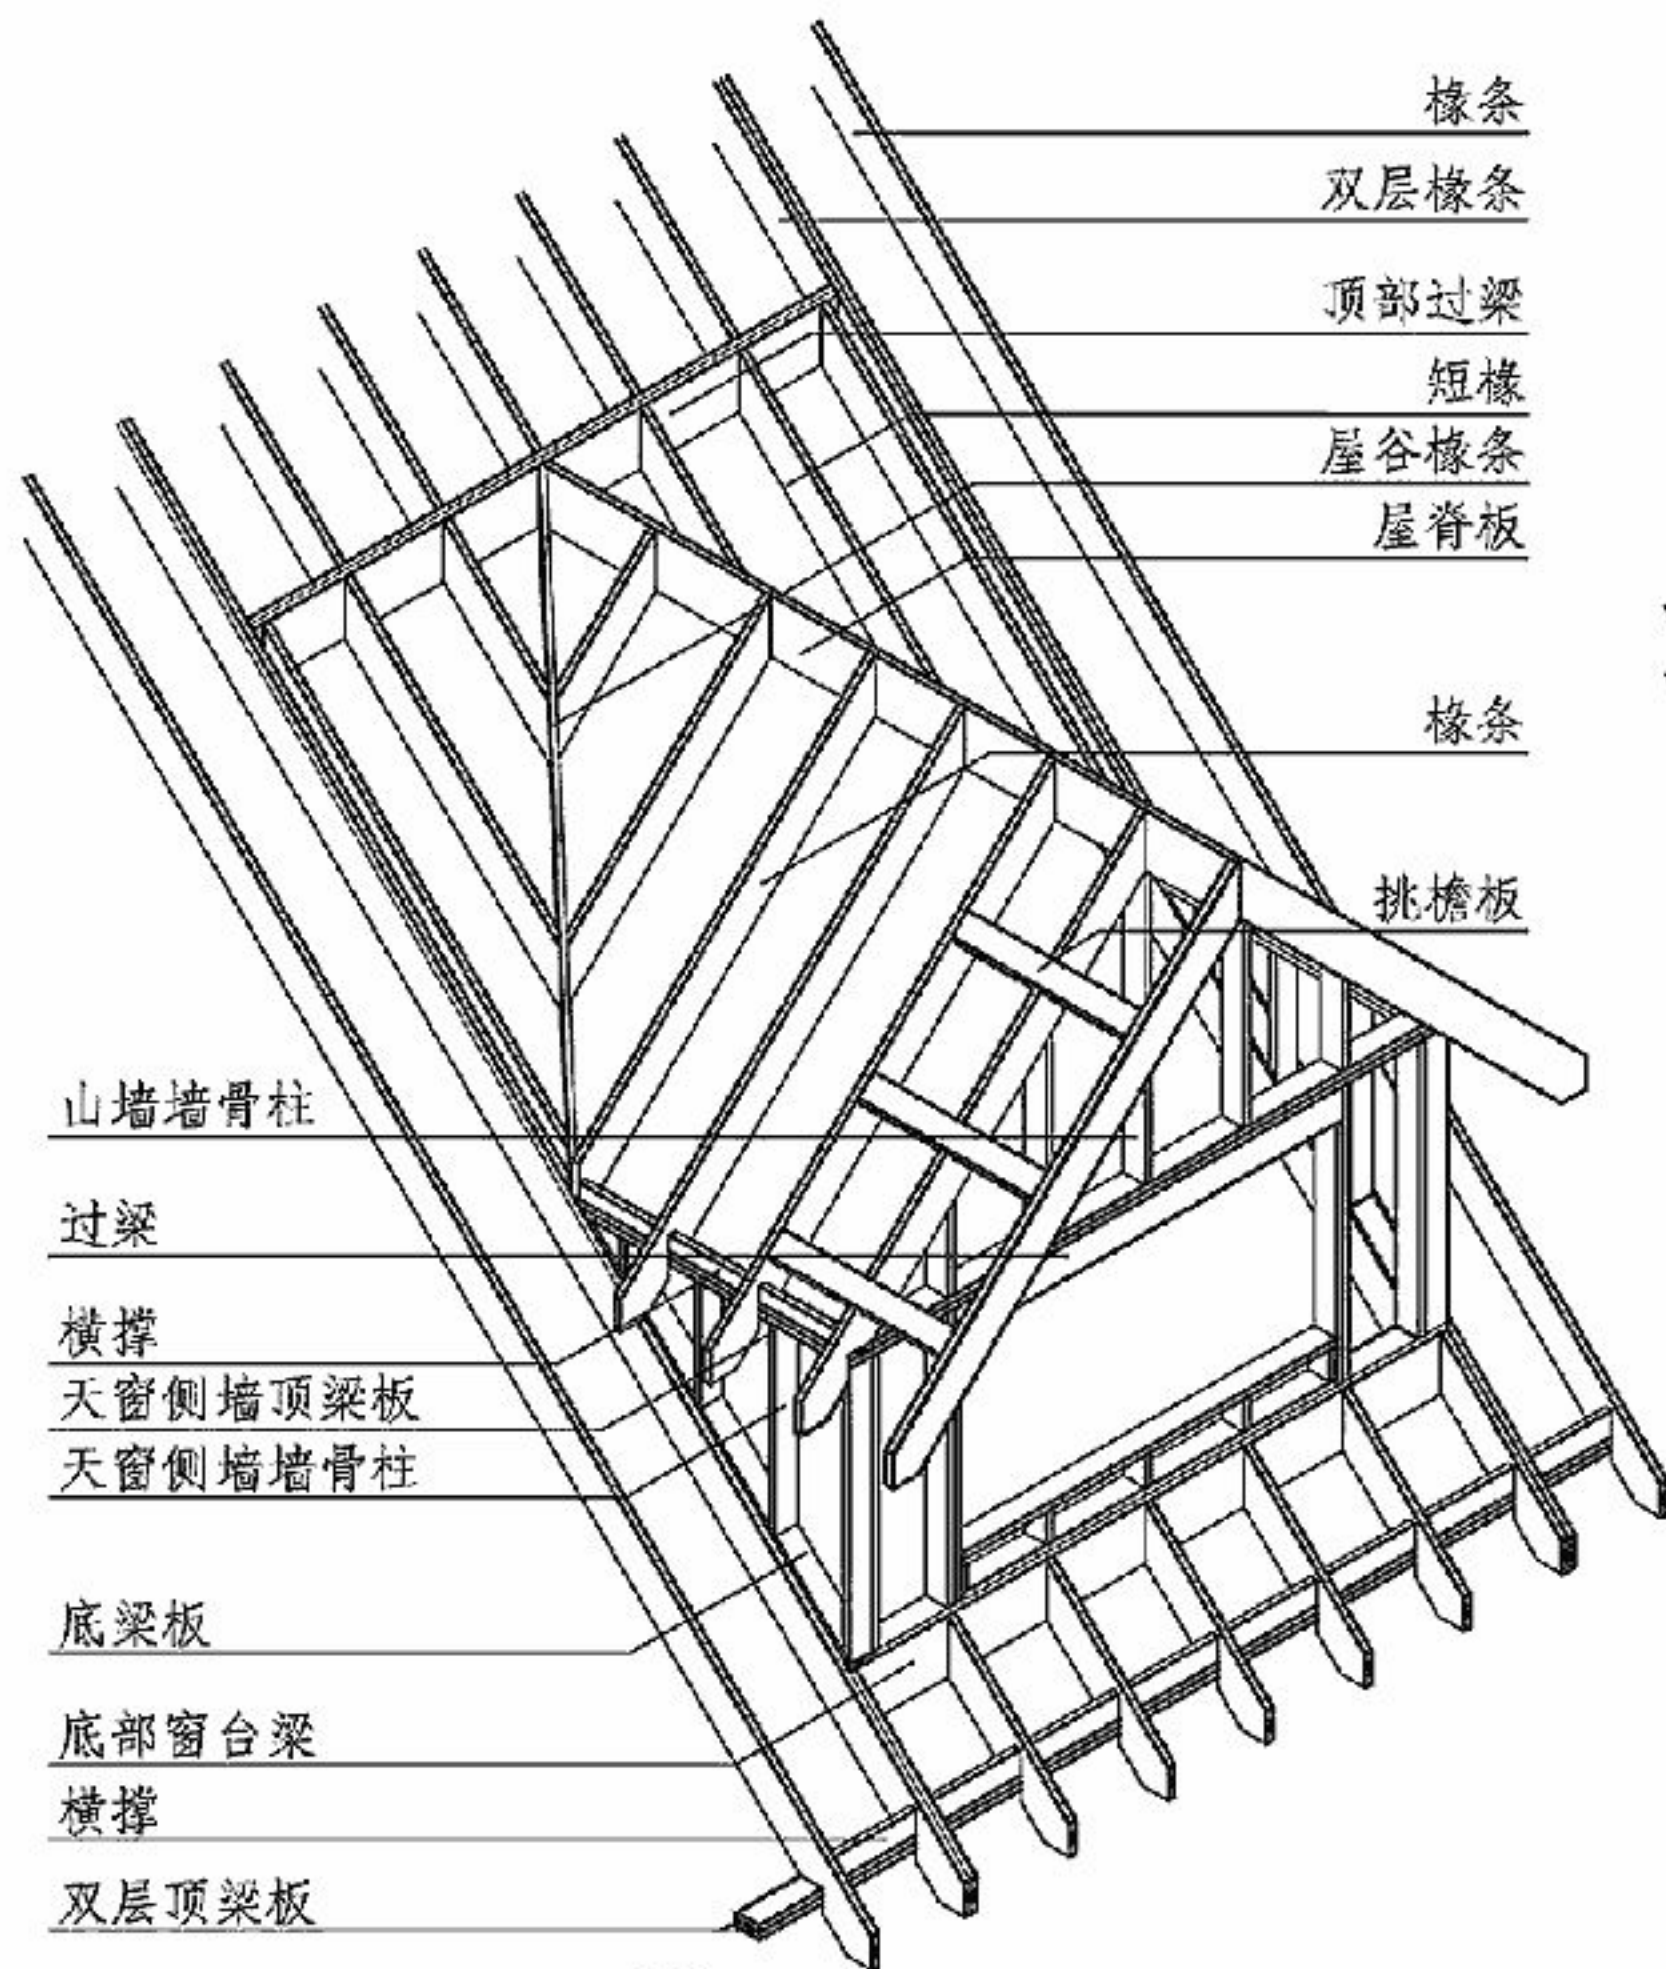 椽条
双层椽条
顶部过梁
短椽
屋谷椽条
屋脊板
椽条
挑檐板
山墙墙骨柱
过梁
横撑
天窗侧墙顶梁板
天窗侧墙墙骨柱
底梁板
底部窗台梁
横撑
双层顶梁板